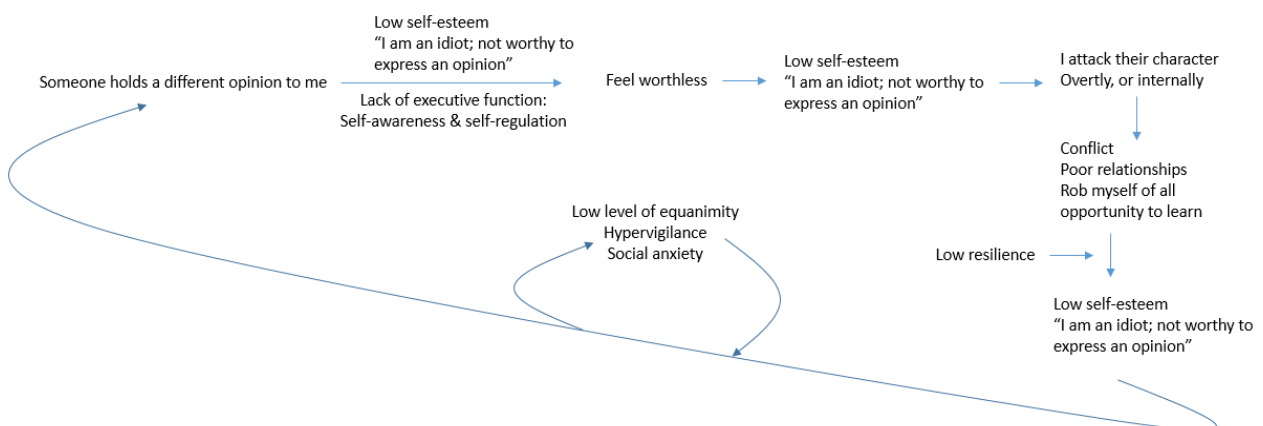 Low self-esteem
“I am an idiot; not worthy to
express an opinion”
Someone holds a different opinion to me
Lack of executive function:
Self-awareness & self-regulation
Feel worthless
Low self-esteem
“I am an idiot; not worthy to
express an opinion”
I attack their character
Overtly, or internally
Conflict
Poor relationships
Rob myself of all
opportunity to learn
Low level of equanimity
Hypervigilance
Social anxiety
Low resilience
Low self-esteem
“I am an idiot; not worthy to
express an opinion”